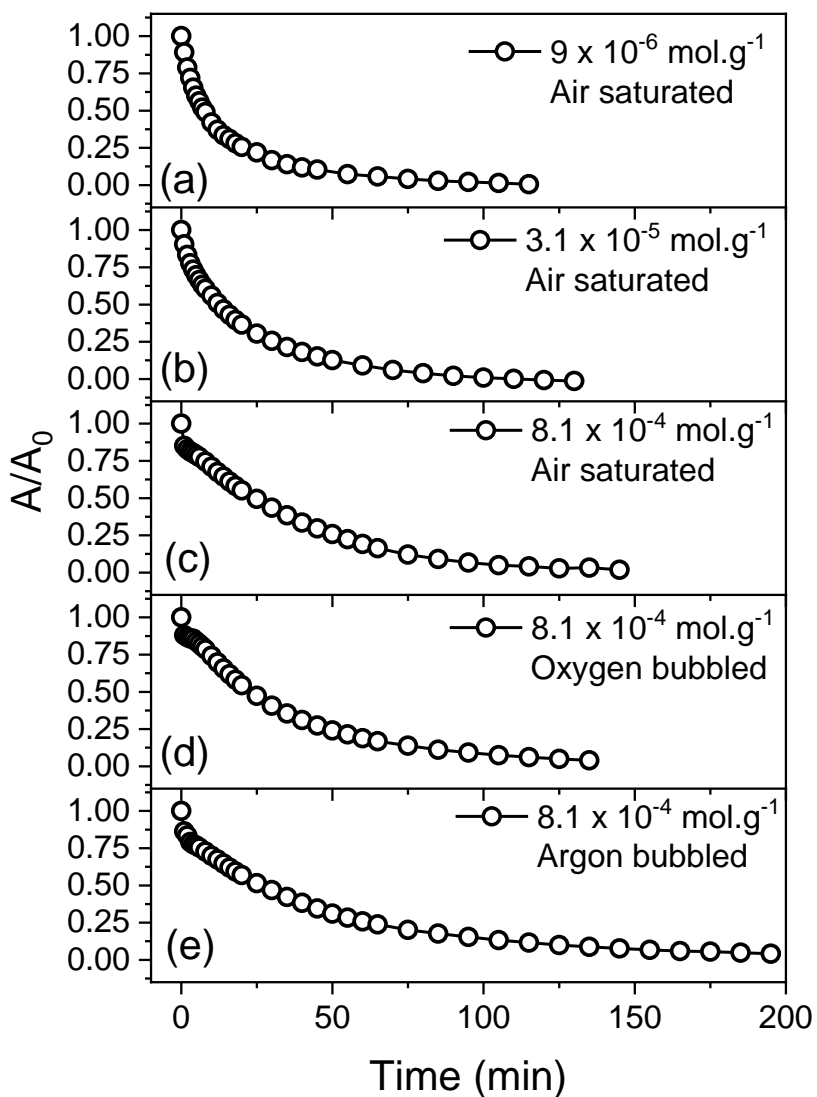 1.00
0.75
0.50
0.25
0.00
(a)
9 x 10⁻⁶ mol.g⁻¹
Air saturated
1.00
0.75
0.50
0.25
0.00
(b)
3.1 x 10⁻⁵ mol.g⁻¹
Air saturated
A/A₀
1.00
0.75
0.50
0.25
0.00
(c)
8.1 x 10⁻⁴ mol.g⁻¹
Air saturated
1.00
0.75
0.50
0.25
0.00
(d)
8.1 x 10⁻⁴ mol.g⁻¹
Oxygen bubbled
1.00
0.75
0.50
0.25
0.00
(e)
8.1 x 10⁻⁴ mol.g⁻¹
Argon bubbled
0 50 100 150 200
Time (min)